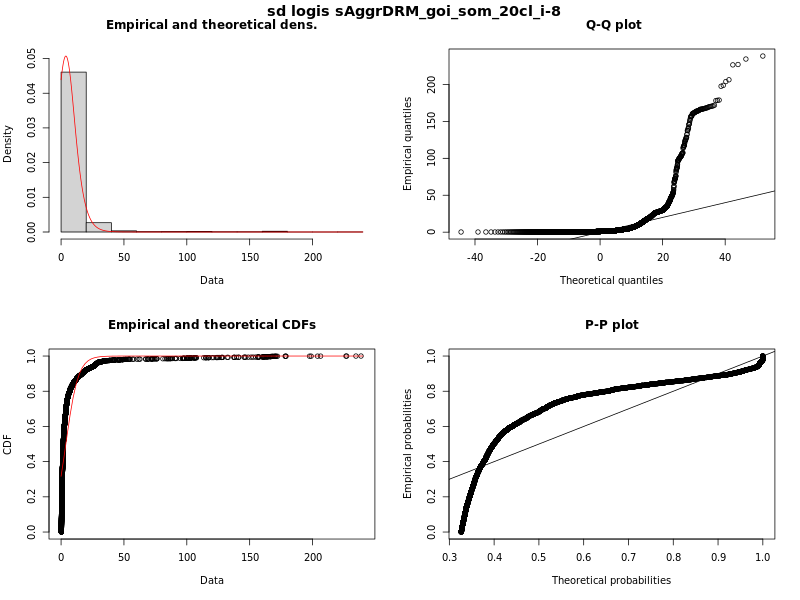 sd logis sAggrDRM_goi_som_20cl_i-8
Empirical and theoretical dens.
Density
0.00 0.01 0.02 0.03 0.04 0.05
0 50 100 150 200
Data
Q-Q plot
Empirical quantiles
0 50 100 150 200
-40 -20 0 20 40
Theoretical quantiles
Empirical and theoretical CDFs
CDF
0.0 0.2 0.4 0.6 0.8 1.0
0 50 100 150 200
Data
P-P plot
Empirical probabilities
0.0 0.2 0.4 0.6 0.8 1.0
0.3 0.4 0.5 0.6 0.7 0.8 0.9 1.0
Theoretical probabilities